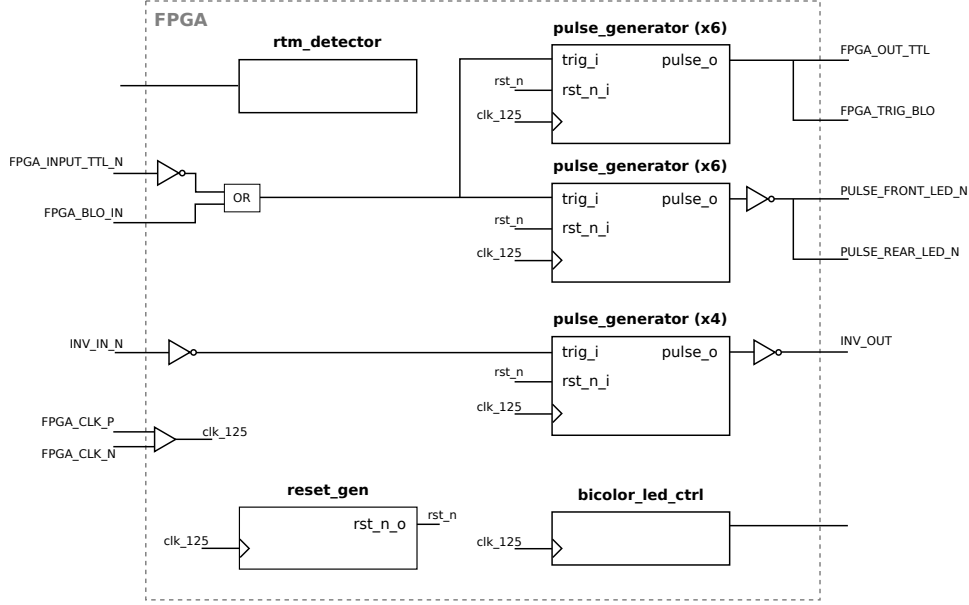 FPGA
rtm_detector
pulse_generator (x6)
trig_i
pulse_o
rst_n
rst_n_i
clk_125
FPGA_OUT_TTL
FPGA_TRIG_BLO
FPGA_INPUT_TTL_N
FPGA_BLO_IN
OR
pulse_generator (x6)
trig_i
pulse_o
rst_n
rst_n_i
clk_125
PULSE_FRONT_LED_N
PULSE_REAR_LED_N
INV_IN_N
pulse_generator (x4)
trig_i
pulse_o
rst_n
rst_n_i
clk_125
INV_OUT
FPGA_CLK_P
FPGA_CLK_N
clk_125
reset_gen
rst_n_o
rst_n
clk_125
bicolor_led_ctrl
clk_125